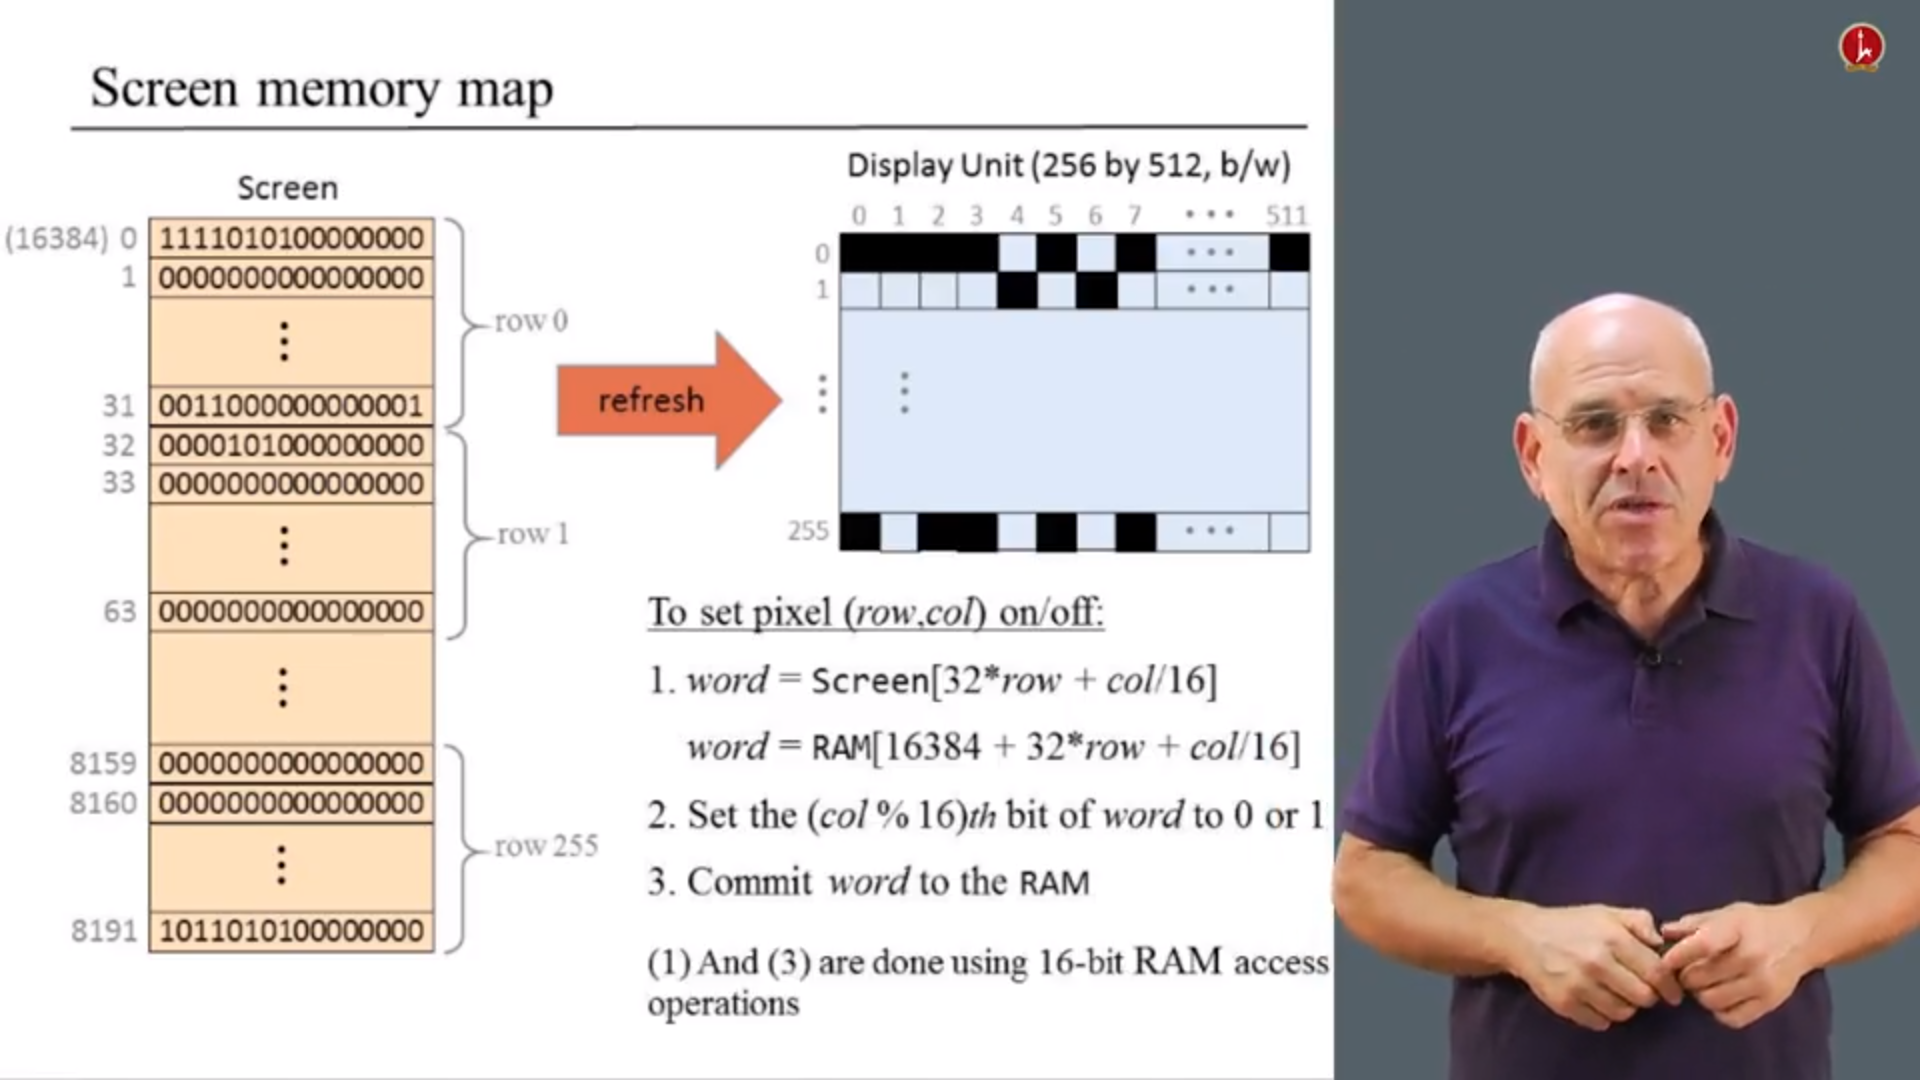 Screen memory map
Screen
(16384) 0 1111010100000000
1 0000000000000000
row 0
31 0011000000000001
32 0000101000000000
33 0000000000000000
row 1
63 0000000000000000
8159 0000000000000000
8160 0000000000000000
row 255
8191 1011010100000000
refresh
Display Unit (256 by 512, b/w)
0 1 2 3 4 5 6 7 ••• 511
0 •••
1 •••
255 •••
To set pixel (row,col) on/off:
1. word = Screen[32*row + col/16]
word = RAM[16384 + 32*row + col/16]
2. Set the (col % 16)th bit of word to 0 or 1
3. Commit word to the RAM
(1) And (3) are done using 16-bit RAM access
operations